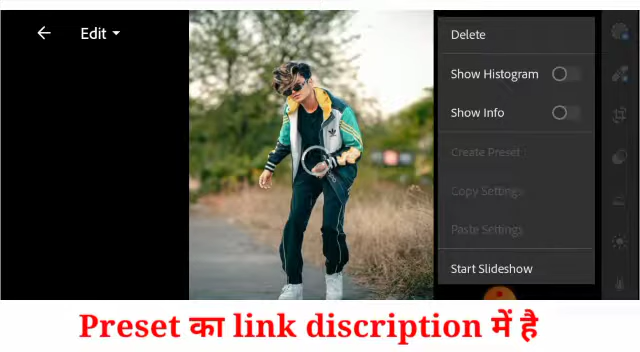 Edit
Delete
Show Histogram
Show Info
Create Preset
Copy Settings
Paste Settings
Start Slideshow
Preset का link discription में है